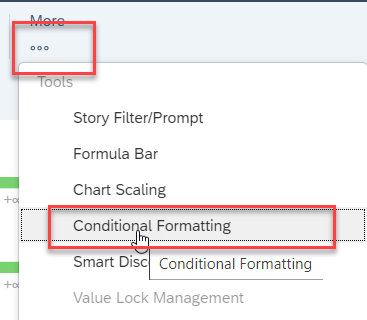 More
Tools
Story Filter/Prompt
Formula Bar
Chart Scaling
Conditional Formatting
Smart Disc
Conditional Formatting
Value Lock Management